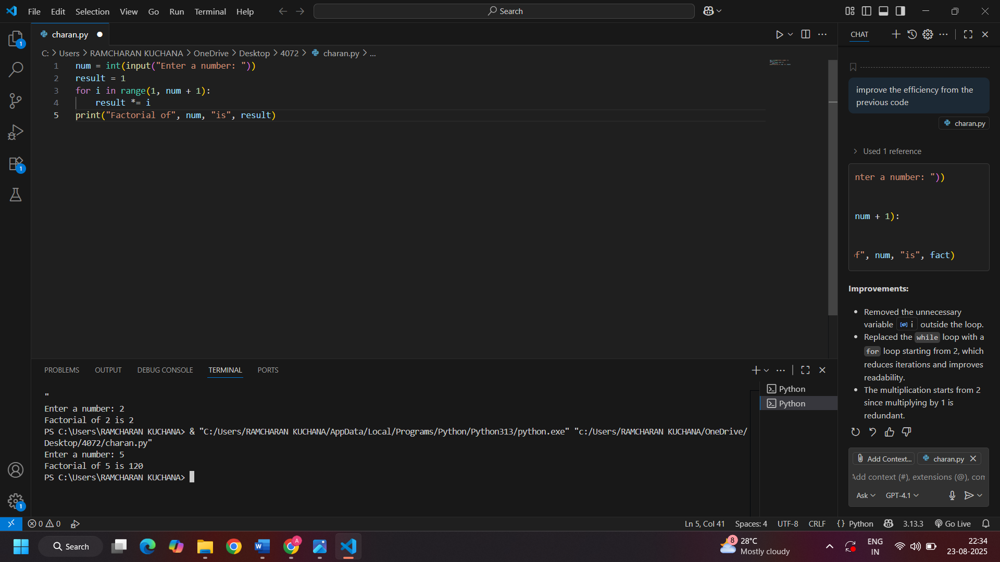 File Edit Selection View Go Run Terminal Help
Search
charan.py
C: > Users > RAMCHARAN KUCHANA > OneDrive > Desktop > 4072 > charan.py > ...
1 num = int(input("Enter a number: "))
2 result = 1
3 for i in range(1, num + 1):
4     result *= i
5 print("Factorial of", num, "is", result)
CHAT
improve the efficiency from the
previous code
charan.py
Used 1 reference
nter a number: "))
num + 1):
f", num, "is", fact)
Improvements:
• Removed the unnecessary
variable i outside the loop.
• Replaced the while loop with a
for loop starting from 2, which
reduces iterations and improves
readability.
• The multiplication starts from 2
since multiplying by 1 is
redundant.
Add Context... charan.py
Add context (#), extensions (@), com
Ask GPT-4.1
PROBLEMS OUTPUT DEBUG CONSOLE TERMINAL PORTS
"
Enter a number: 2
Factorial of 2 is 2
PS C:\Users\RAMCHARAN KUCHANA> & "C:/Users/RAMCHARAN KUCHANA/AppData/Local/Programs/Python/Python313/python.exe" "c:/Users/RAMCHARAN KUCHANA/OneDrive/
Desktop/4072/charan.py"
Enter a number: 5
Factorial of 5 is 120
PS C:\Users\RAMCHARAN KUCHANA>
Python
Python
1
1
1
0 0
Ln 5, Col 41 Spaces: 4 UTF-8 CRLF {} Python 3.13.3 Go Live
Search
W
A
8
28°C
Mostly cloudy
ENG
IN
22:34
23-08-2025